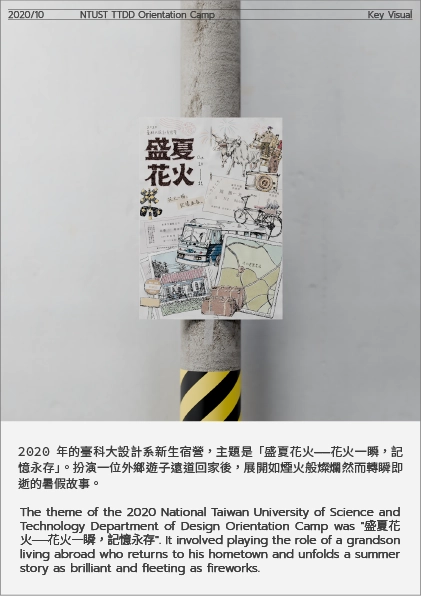 2020/10 NTUST TTDD Orientation Camp Key Visual
盛夏
花火
2020 年的臺科大設計系新生宿營，主題是「盛夏花火──花火一瞬，記
憶永存」。扮演一位外鄉遊子遠道回家後，展開如煙火般燦爛然而轉瞬即
逝的暑假故事。
The theme of the 2020 National Taiwan University of Science and
Technology Department of Design Orientation Camp was "盛夏花
火──花火一瞬，記憶永存". It involved playing the role of a grandson
living abroad who returns to his hometown and unfolds a summer
story as brilliant and fleeting as fireworks.